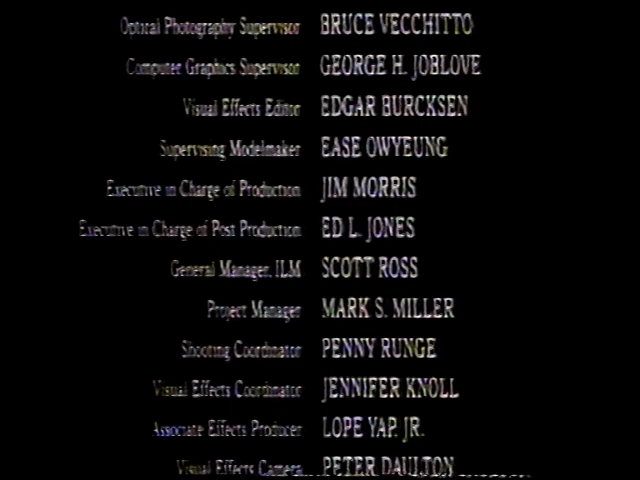 Optical Photography Supervisor BRUCE VECCHITTO
Computer Graphics Supervisor GEORGE H. JOBLOVE
Visual Effects Editor EDGAR BURCKSEN
Supervising Modelmaker EASE OWYEUNG
Executive in Charge of Production JIM MORRIS
Executive in Charge of Post Production ED L. JONES
General Manager, ILM SCOTT ROSS
Project Manager MARK S. MILLER
Shooting Coordinator PENNY RUNGE
Visual Effects Coordinator JENNIFER KNOLL
Associate Effects Producer LOPE YAP, JR.
Visual Effects Camera PETER DAULTON